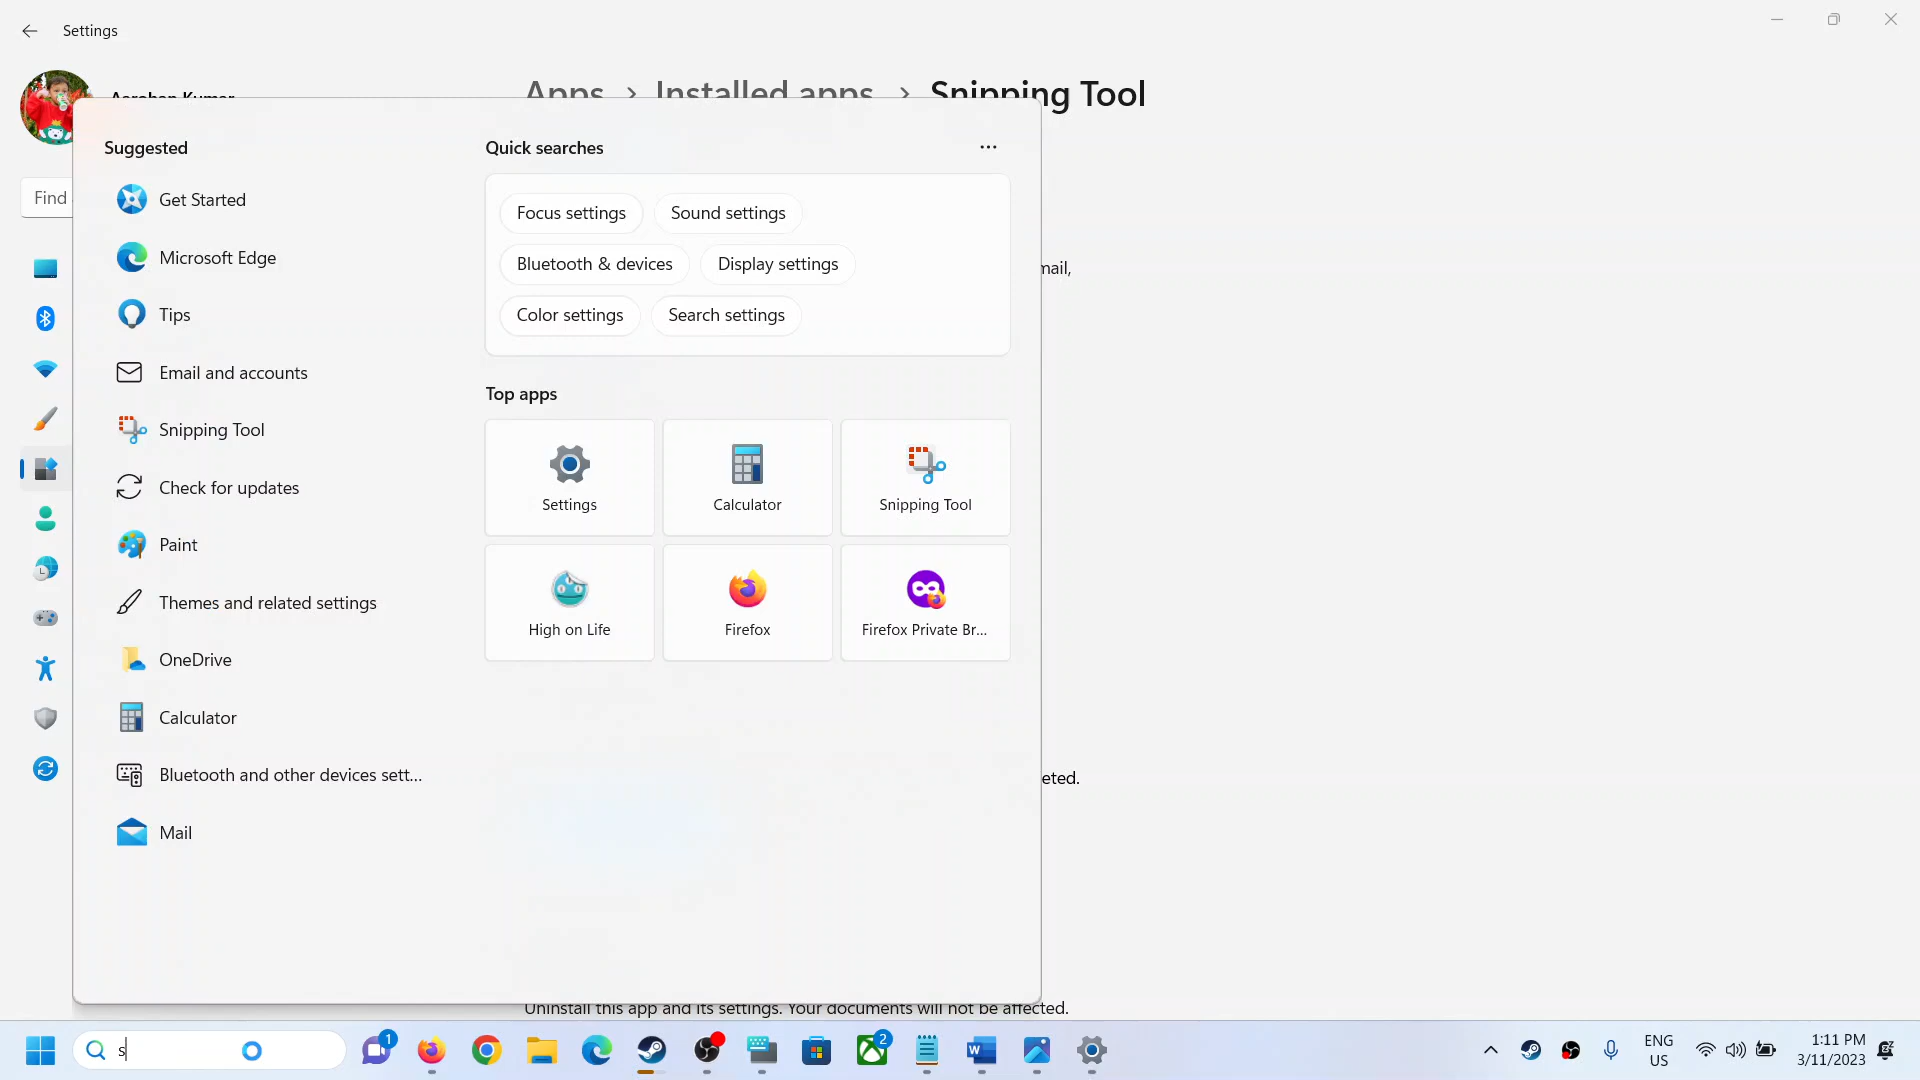 Settings
Aarohan Kumar
Apps > Installed apps > Snipping Tool
Find
Suggested
Get Started
Microsoft Edge
Tips
Email and accounts
Snipping Tool
Check for updates
Paint
Themes and related settings
OneDrive
Calculator
Bluetooth and other devices sett...
Mail
Quick searches
Focus settings
Sound settings
Bluetooth & devices
Display settings
Color settings
Search settings
Top apps
Settings
Calculator
Snipping Tool
High on Life
Firefox
Firefox Private Br...
mail,
eted.
Uninstall this app and its settings. Your documents will not be affected.
s
1
2
ENG
US
1:11 PM
3/11/2023